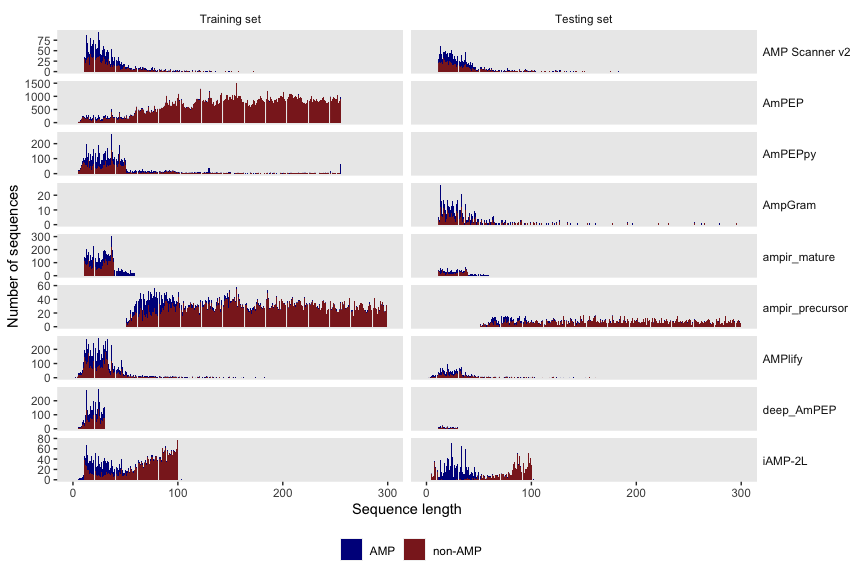 Training set
Testing set
75
50
25
0
AMP Scanner v2
1500
1000
500
0
AmPEP
200
100
0
AmPEPpy
20
10
0
AmpGram
300
200
100
0
ampir_mature
60
40
20
0
ampir_precursor
200
100
0
AMPlify
200
100
0
deep_AmPEP
80
60
40
20
0
iAMP-2L
0 100 200 300
0 100 200 300
Number of sequences
Sequence length
AMP
non-AMP